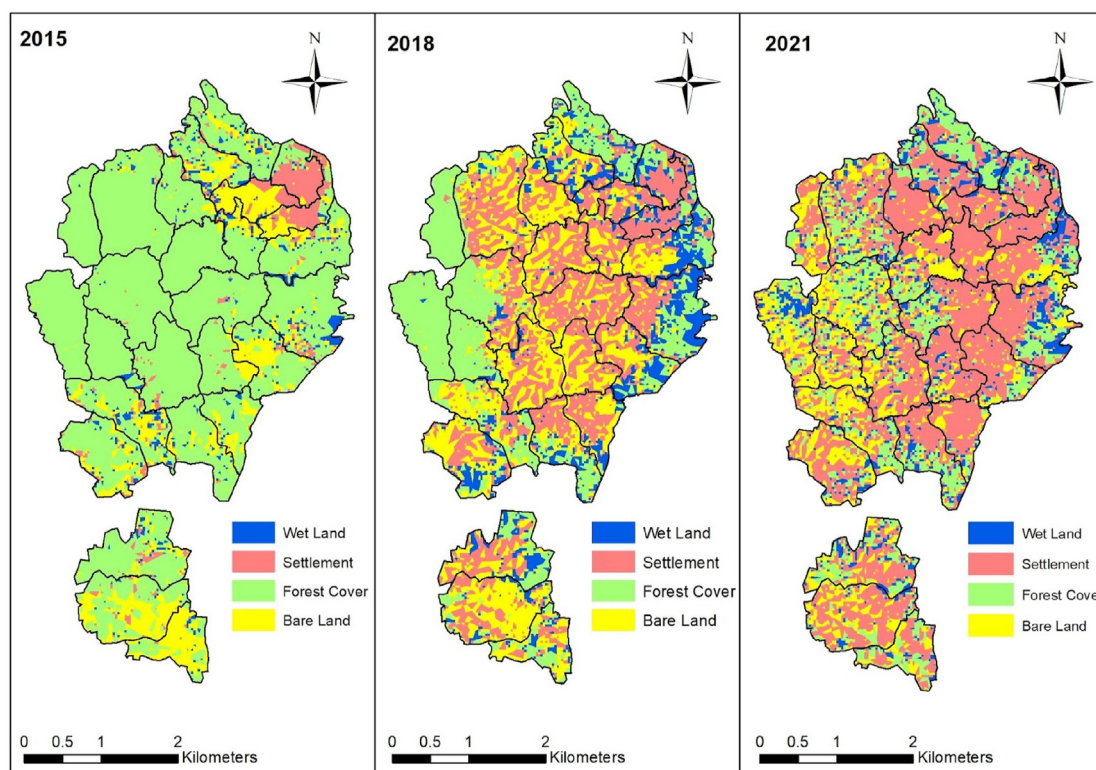 2015
N
Wet Land
Settlement
Forest Cover
Bare Land
0 0.5 1 2
Kilometers
2018
N
Wet Land
Settlement
Forest Cover
Bare Land
0 0.5 1 2
Kilometers
2021
N
Wet Land
Settlement
Forest Cove
Bare Land
0 0.5 1 2
Kilometers